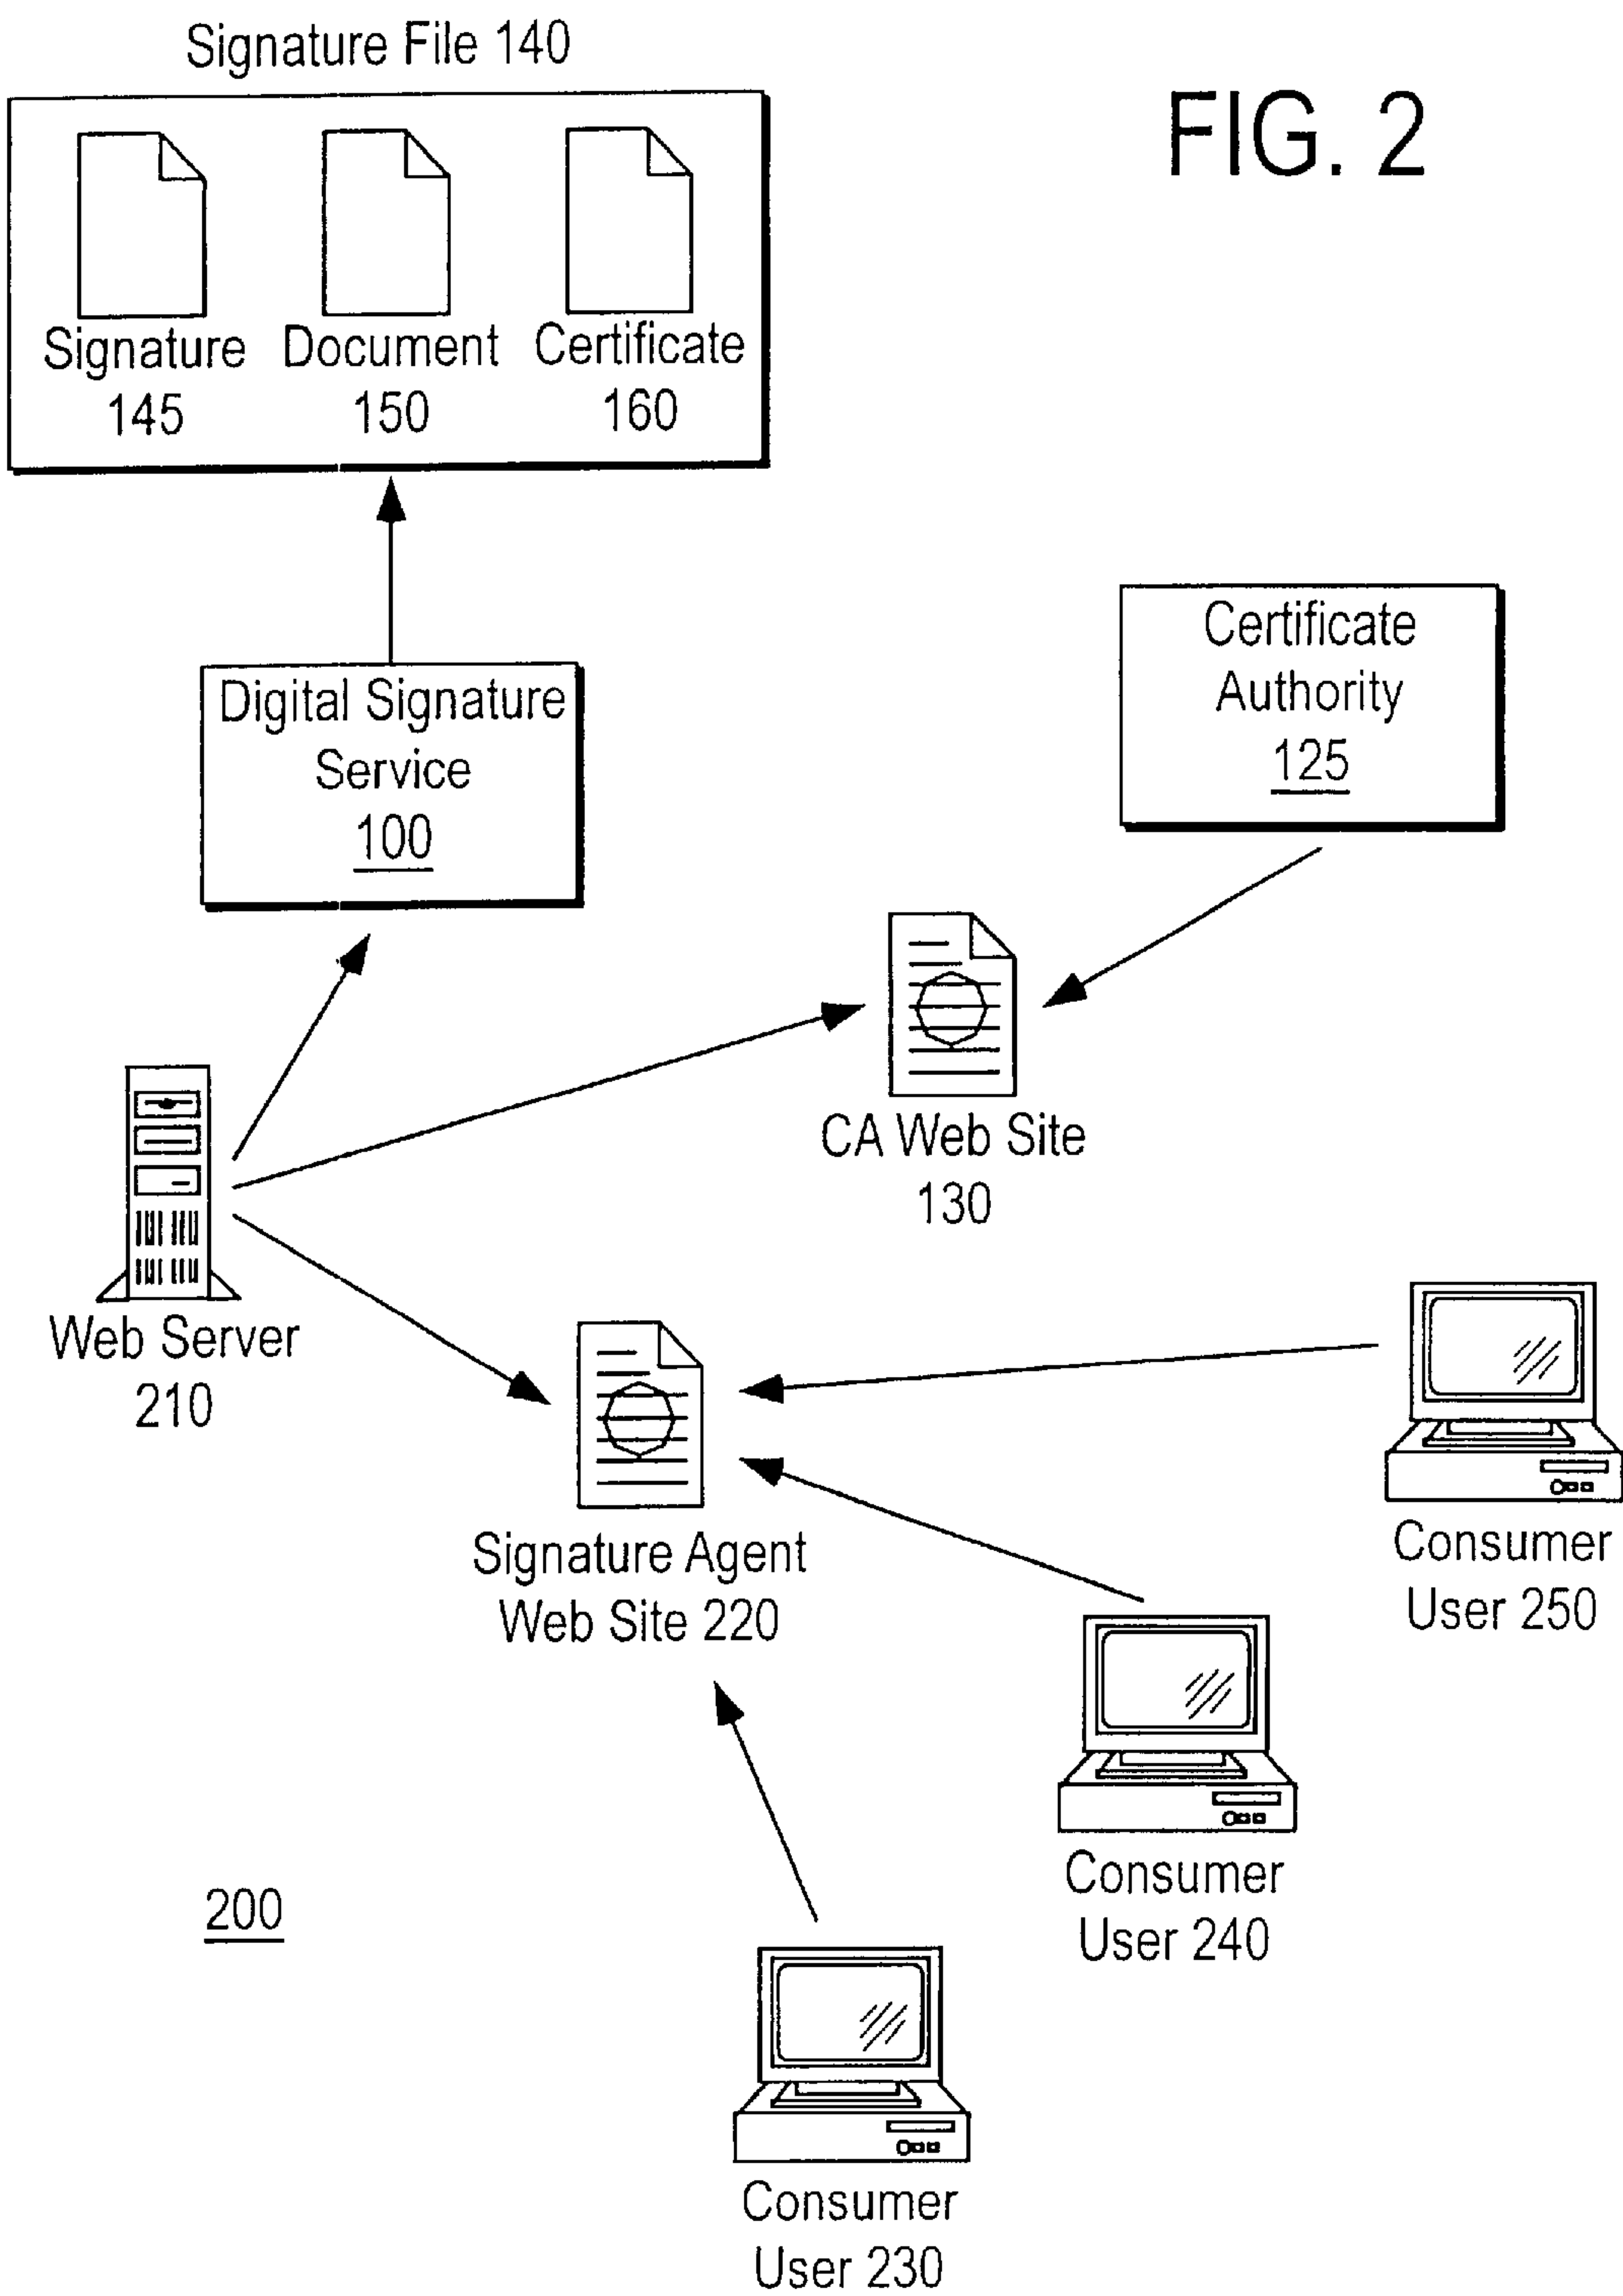 Signature File 140
FIG. 2
Signature
145
Document
150
Certificate
160
Digital Signature
Service
100
Certificate
Authority
125
CA Web Site
130
Web Server
210
Signature Agent
Web Site 220
Consumer
User 250
Consumer
User 240
200
Consumer
User 230